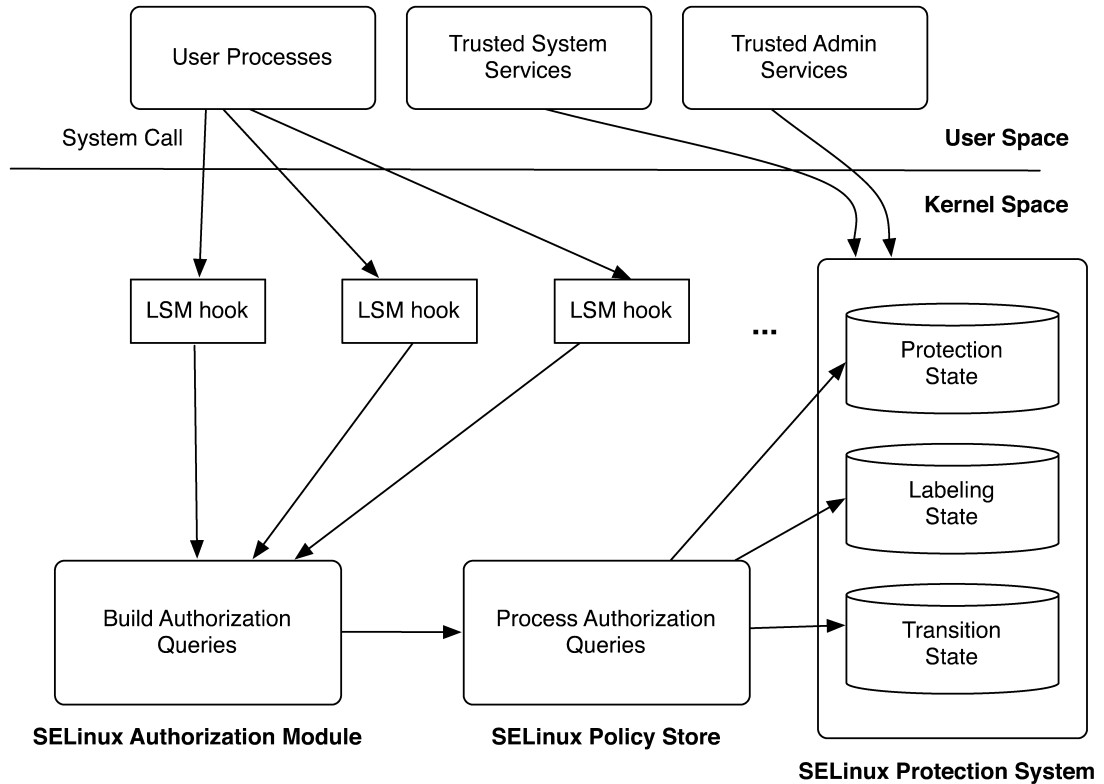 User Processes
Trusted System
Services
Trusted Admin
Services
System Call
User Space
Kernel Space
LSM hook
LSM hook
LSM hook
...
Protection
State
Labeling
State
Transition
State
Build Authorization
Queries
Process Authorization
Queries
SELinux Authorization Module
SELinux Policy Store
SELinux Protection System